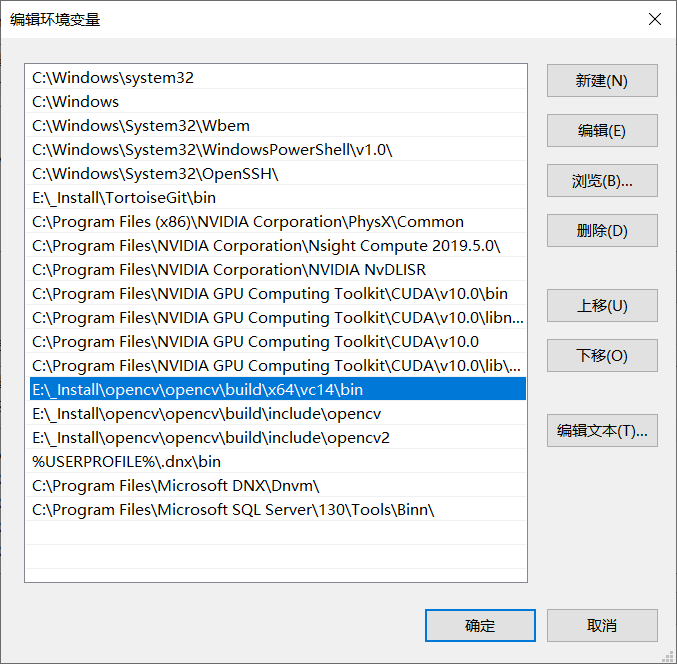 编辑环境变量
C:\Windows\system32
C:\Windows
C:\Windows\System32\Wbem
C:\Windows\System32\WindowsPowerShell\v1.0\
C:\Windows\System32\OpenSSH\
E:\_Install\TortoiseGit\bin
C:\Program Files (x86)\NVIDIA Corporation\PhysX\Common
C:\Program Files\NVIDIA Corporation\Nsight Compute 2019.5.0\
C:\Program Files\NVIDIA Corporation\NVIDIA NvDLISR
C:\Program Files\NVIDIA GPU Computing Toolkit\CUDA\v10.0\bin
C:\Program Files\NVIDIA GPU Computing Toolkit\CUDA\v10.0\libn...
C:\Program Files\NVIDIA GPU Computing Toolkit\CUDA\v10.0
C:\Program Files\NVIDIA GPU Computing Toolkit\CUDA\v10.0\lib\...
E:\_Install\opencv\opencv\build\x64\vc14\bin
E:\_Install\opencv\opencv\build\include\opencv
E:\_Install\opencv\opencv\build\include\opencv2
%USERPROFILE%\.dnx\bin
C:\Program Files\Microsoft DNX\Dnvm\
C:\Program Files\Microsoft SQL Server\130\Tools\Binn\
新建(N)
编辑(E)
浏览(B)...
删除(D)
上移(U)
下移(O)
编辑文本(T)...
确定
取消